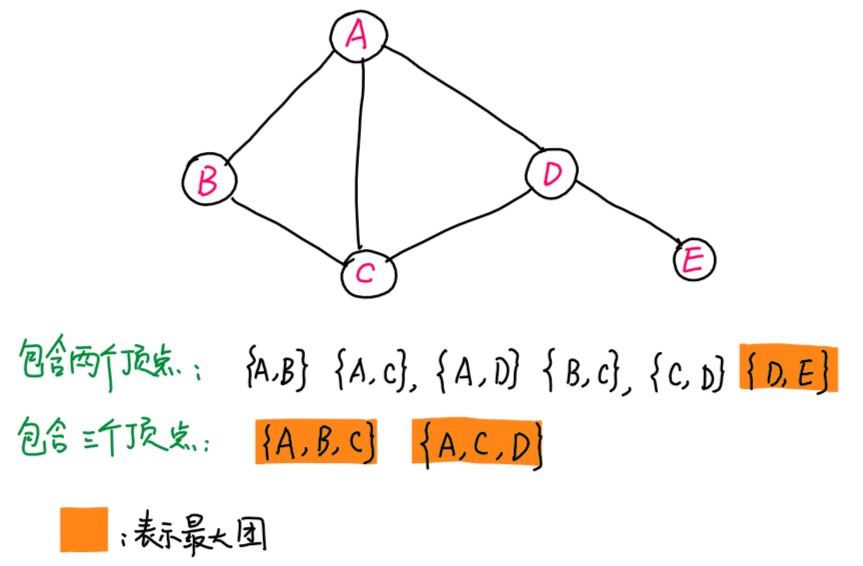 A
B
D
C
E
包含两个顶点: {A,B} {A,C}, {A,D} {B,C}, {C,D} {D,E}
包含三个顶点: {A,B,C} {A,C,D}
:表示最大团